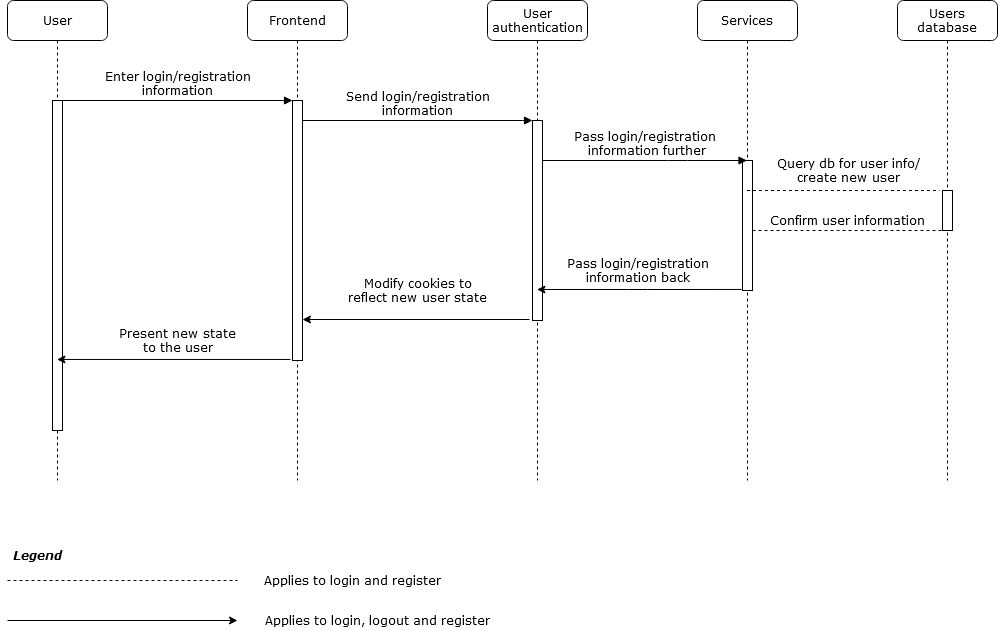 User
Frontend
User
authentication
Services
Users
database
Enter login/registration
information
Send login/registration
information
Pass login/registration
information further
Query db for user info/
create new user
Confirm user information
Pass login/registration
information back
Modify cookies to
reflect new user state
Present new state
to the user
Legend
Applies to login and register
Applies to login, logout and register